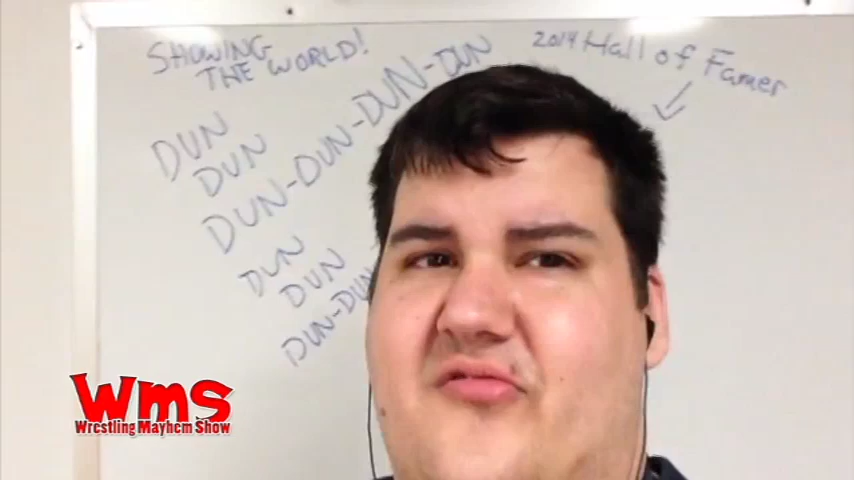 SHOWING
THE WORLD!
2014 Hall of Famer
DUN
DUN
DUN-DUN-DUN-DUN
DUN
DUN
DUN-DUN
WMS
Wrestling Mayhem Show